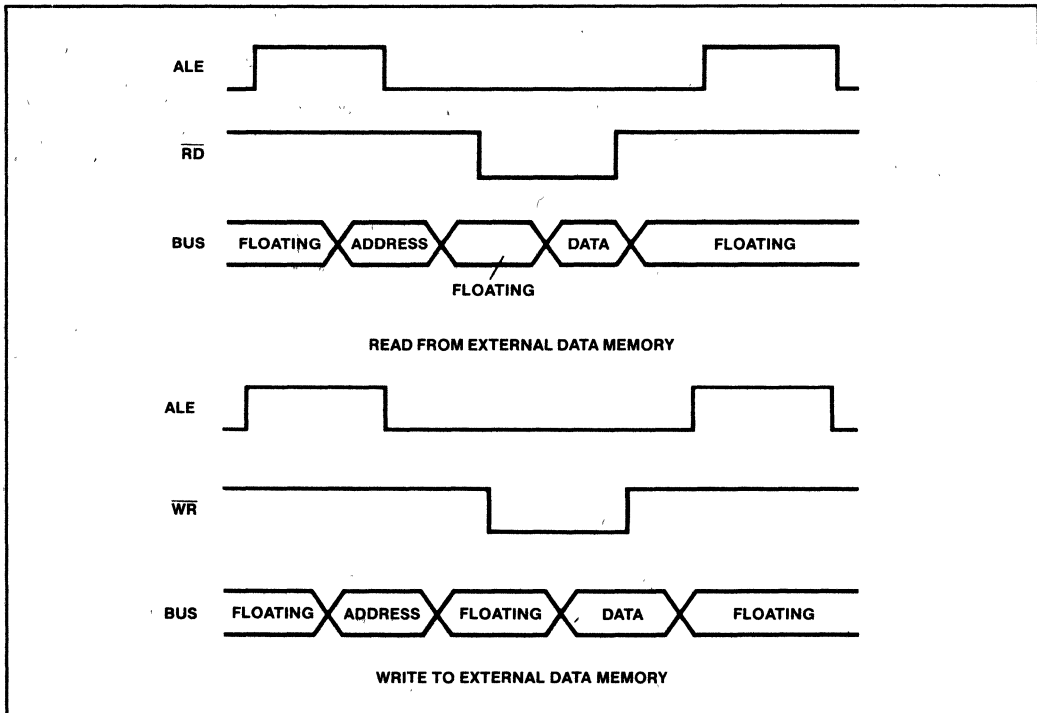 ALE
RD
BUS FLOATING ADDRESS DATA FLOATING
FLOATING
READ FROM EXTERNAL DATA MEMORY
ALE
WR
BUS FLOATING ADDRESS FLOATING DATA FLOATING
WRITE TO EXTERNAL DATA MEMORY